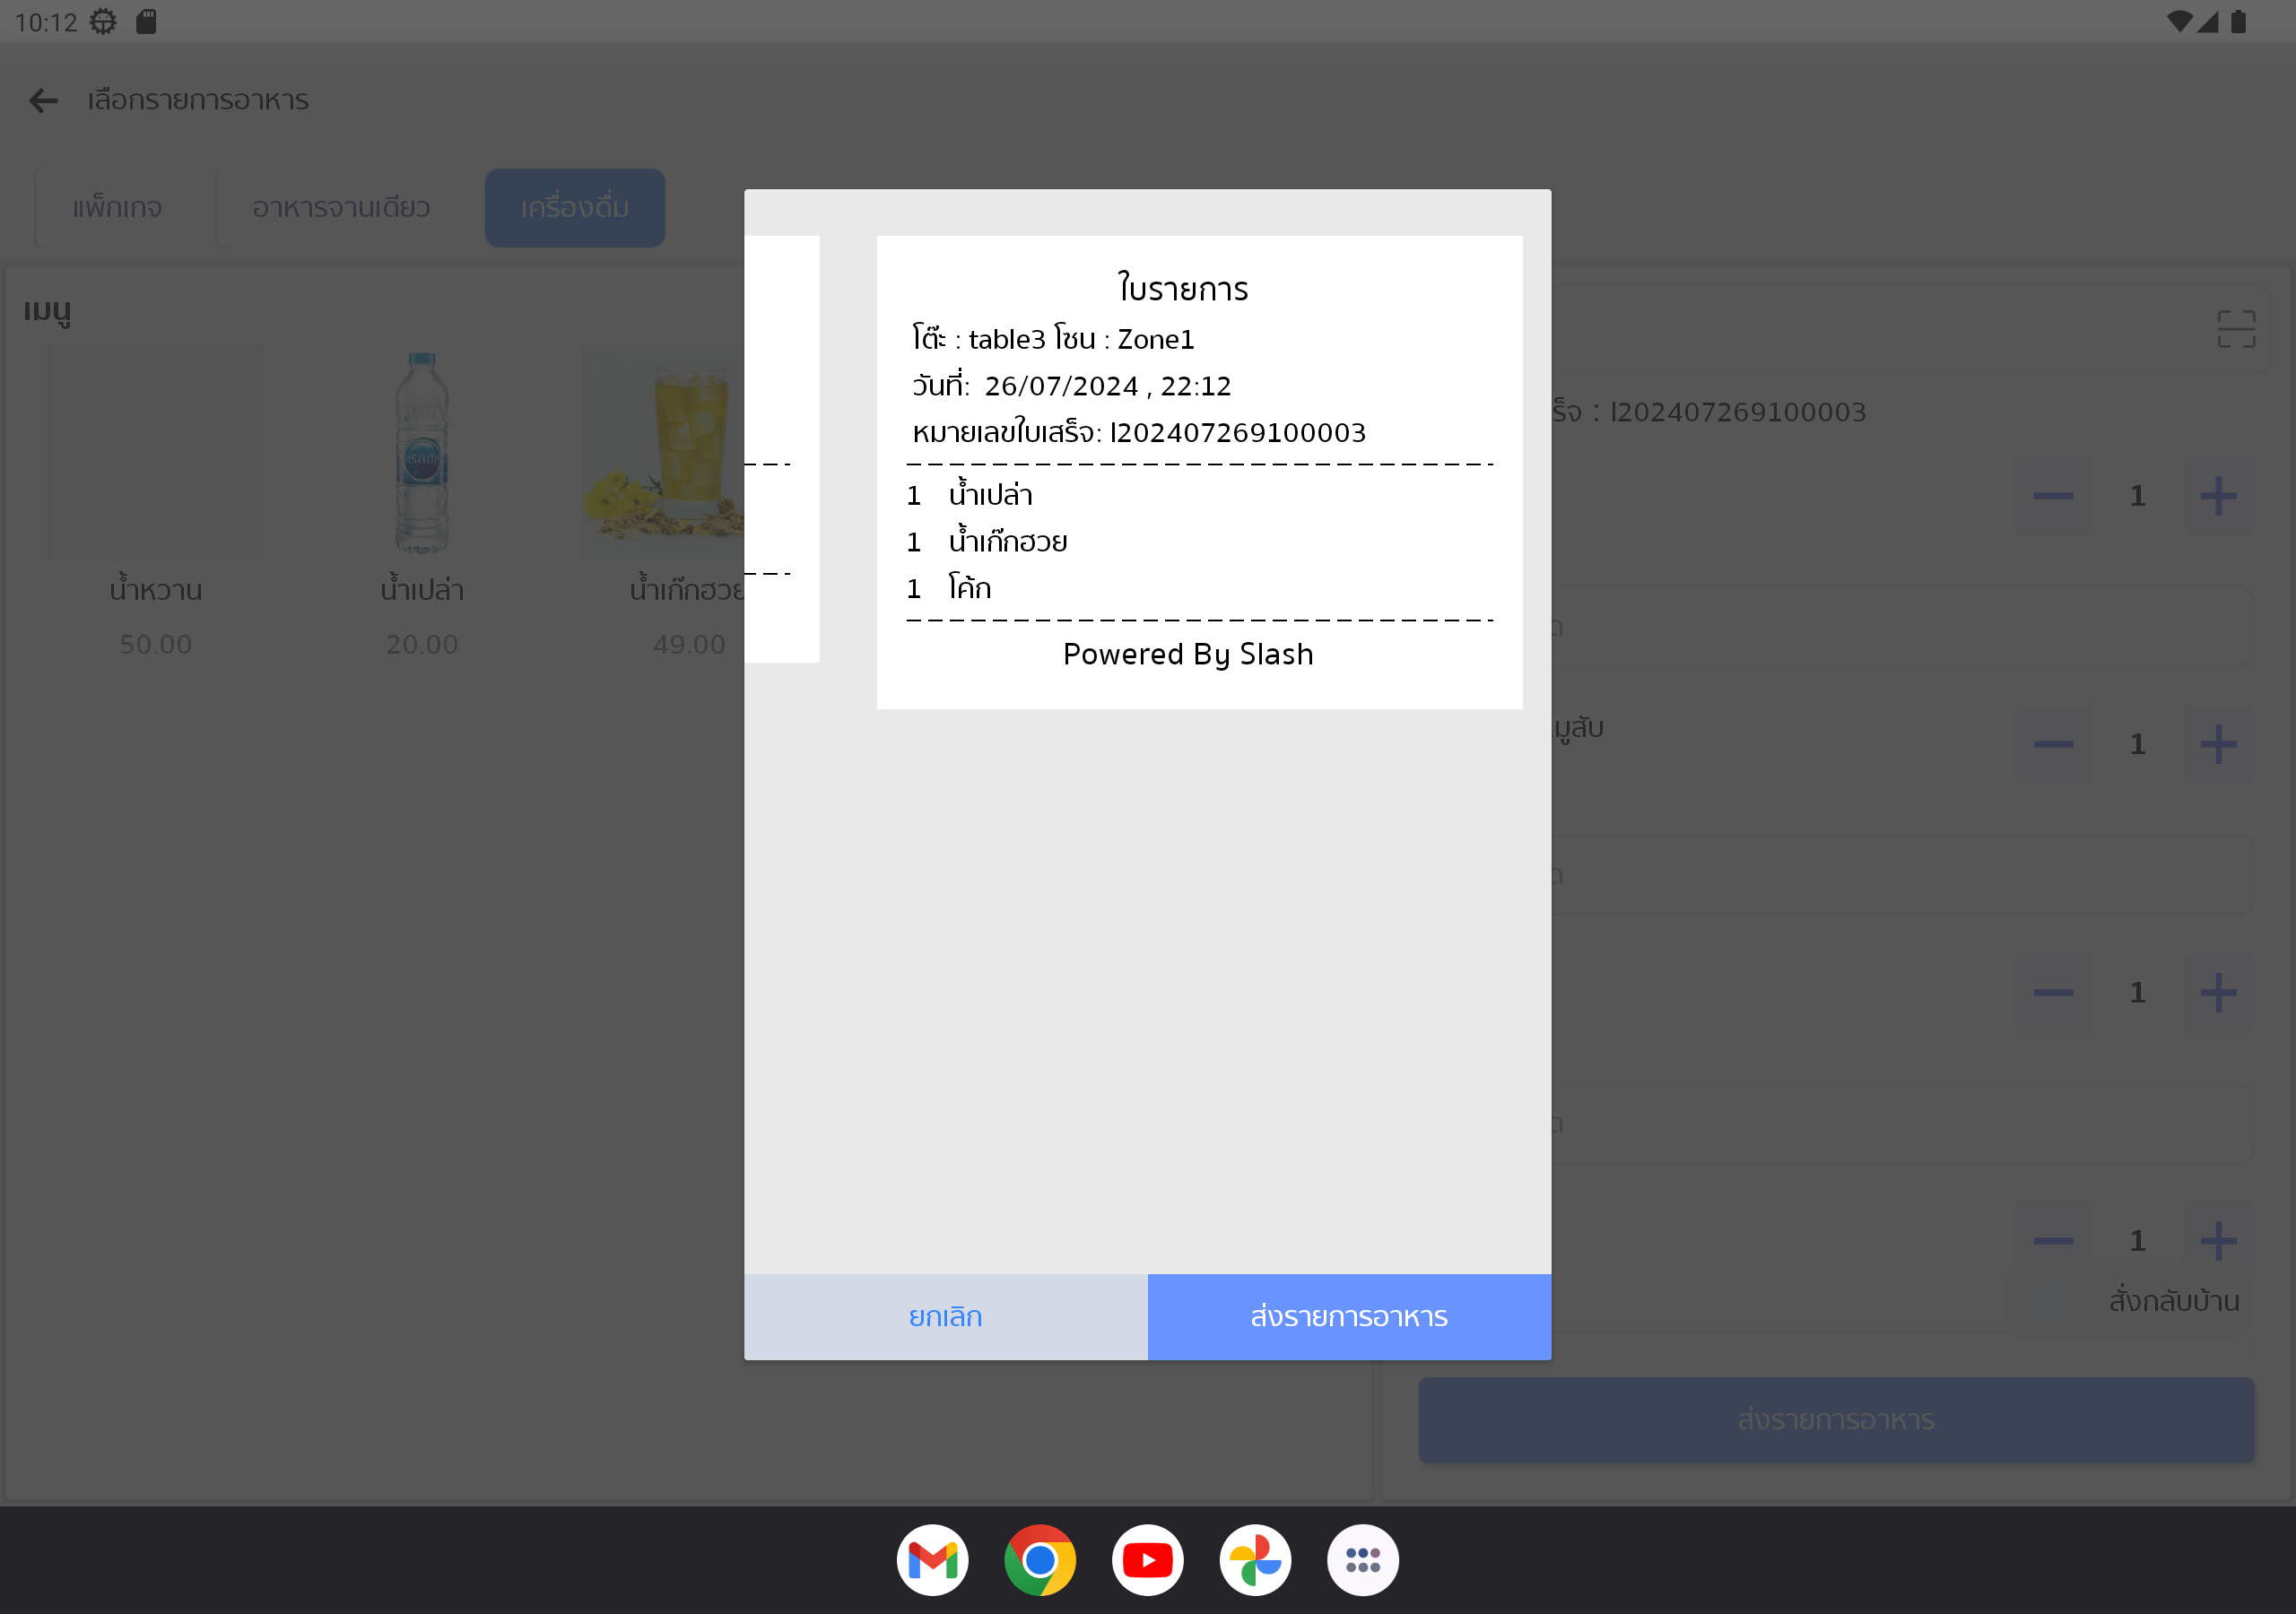 10:12
เลือกรายการอาหาร
แพ็กเกจ
อาหารจานเดียว
เครื่องดื่ม
เมนู
น้ำหวาน
50.00
น้ำเปล่า
20.00
น้ำเก๊กฮวย
49.00
ใบรายการ
โต๊ะ : table3 โซน : Zone1
วันที่: 26/07/2024 , 22:12
หมายเลขใบเสร็จ: I202407269100003
1 น้ำเปล่า
1 น้ำเก๊กฮวย
1 โค้ก
Powered By Slash
ยกเลิก
ส่งรายการอาหาร
ร็จ : I202407269100003
1
มูสับ
1
1
1
สั่งกลับบ้าน
ส่งรายการอาหาร